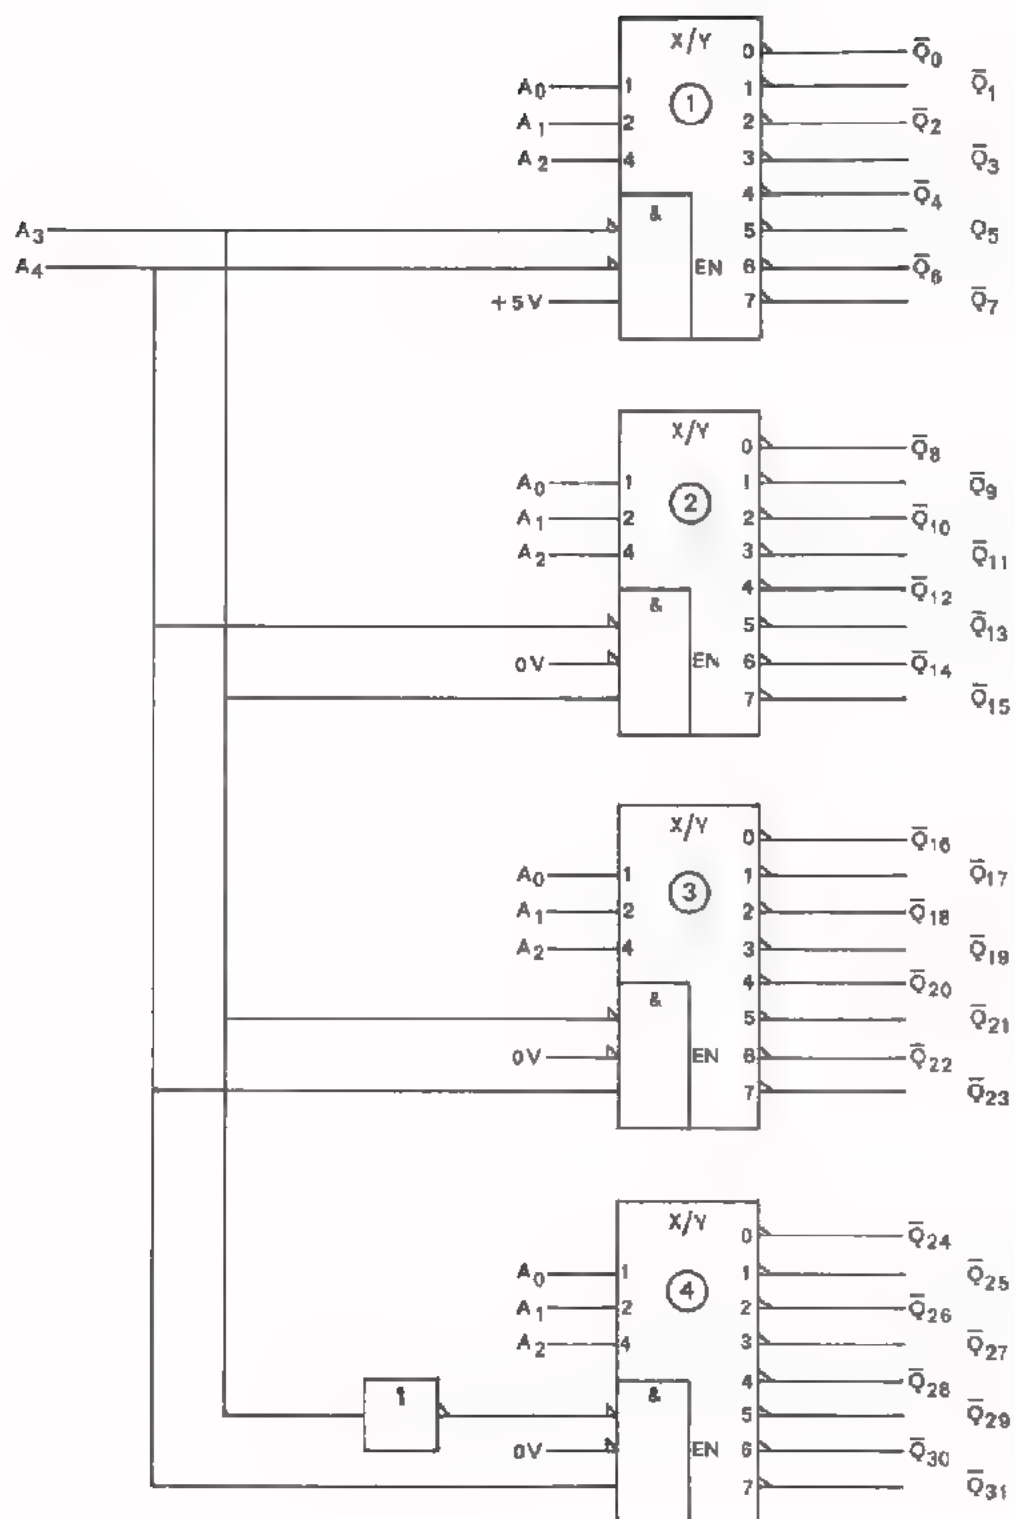 X/Y
0 Q̅0
A0 1 ① 1 Q̅1
A1 2 2 Q̅2
A2 4 3 Q̅3
& 4 Q̅4
A3 5 Q5
A4 EN 6 Q̅6
+5V 7 Q̅7
X/Y
0 Q̅8
A0 1 ② 1 Q̅9
A1 2 2 Q̅10
A2 4 3 Q̅11
& 4 Q̅12
5 Q̅13
0V EN 6 Q̅14
7 Q̅15
X/Y
0 Q̅16
A0 1 ③ 1 Q̅17
A1 2 2 Q̅18
A2 4 3 Q̅19
& 4 Q̅20
5 Q̅21
0V EN 6 Q̅22
7 Q̅23
X/Y
0 Q̅24
A0 1 ④ 1 Q̅25
A1 2 2 Q̅26
A2 4 3 Q̅27
1 & 4 Q̅28
5 Q̅29
0V EN 6 Q̅30
7 Q̅31